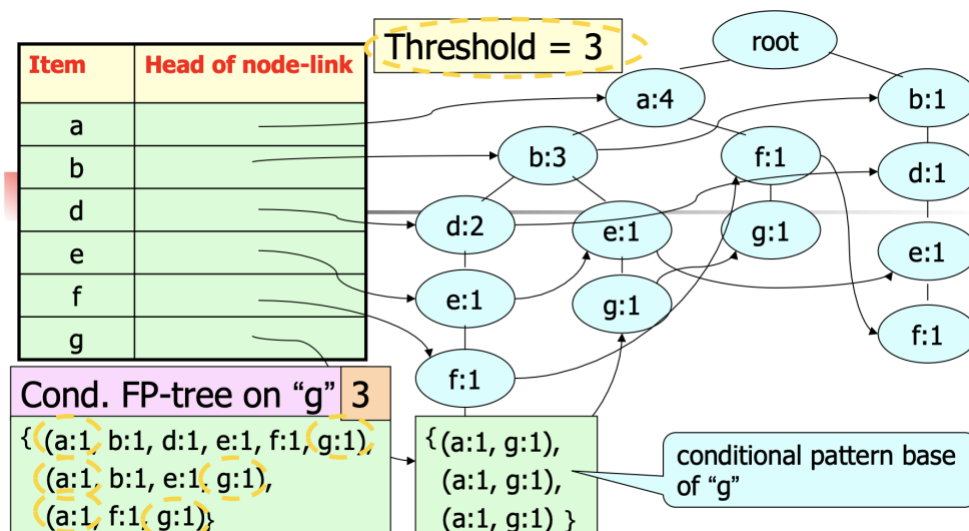 Threshold = 3
Item Head of node-link
a
b
d
e
f
g
root
a:4
b:1
b:3
f:1
d:1
d:2
e:1
g:1
e:1
e:1
g:1
f:1
f:1
Cond. FP-tree on “g” 3
{ (a:1, b:1, d:1, e:1, f:1, g:1),
(a:1, b:1, e:1, g:1),
(a:1, f:1, g:1)}
{ (a:1, g:1),
(a:1, g:1),
(a:1, g:1) }
conditional pattern base
of “g”